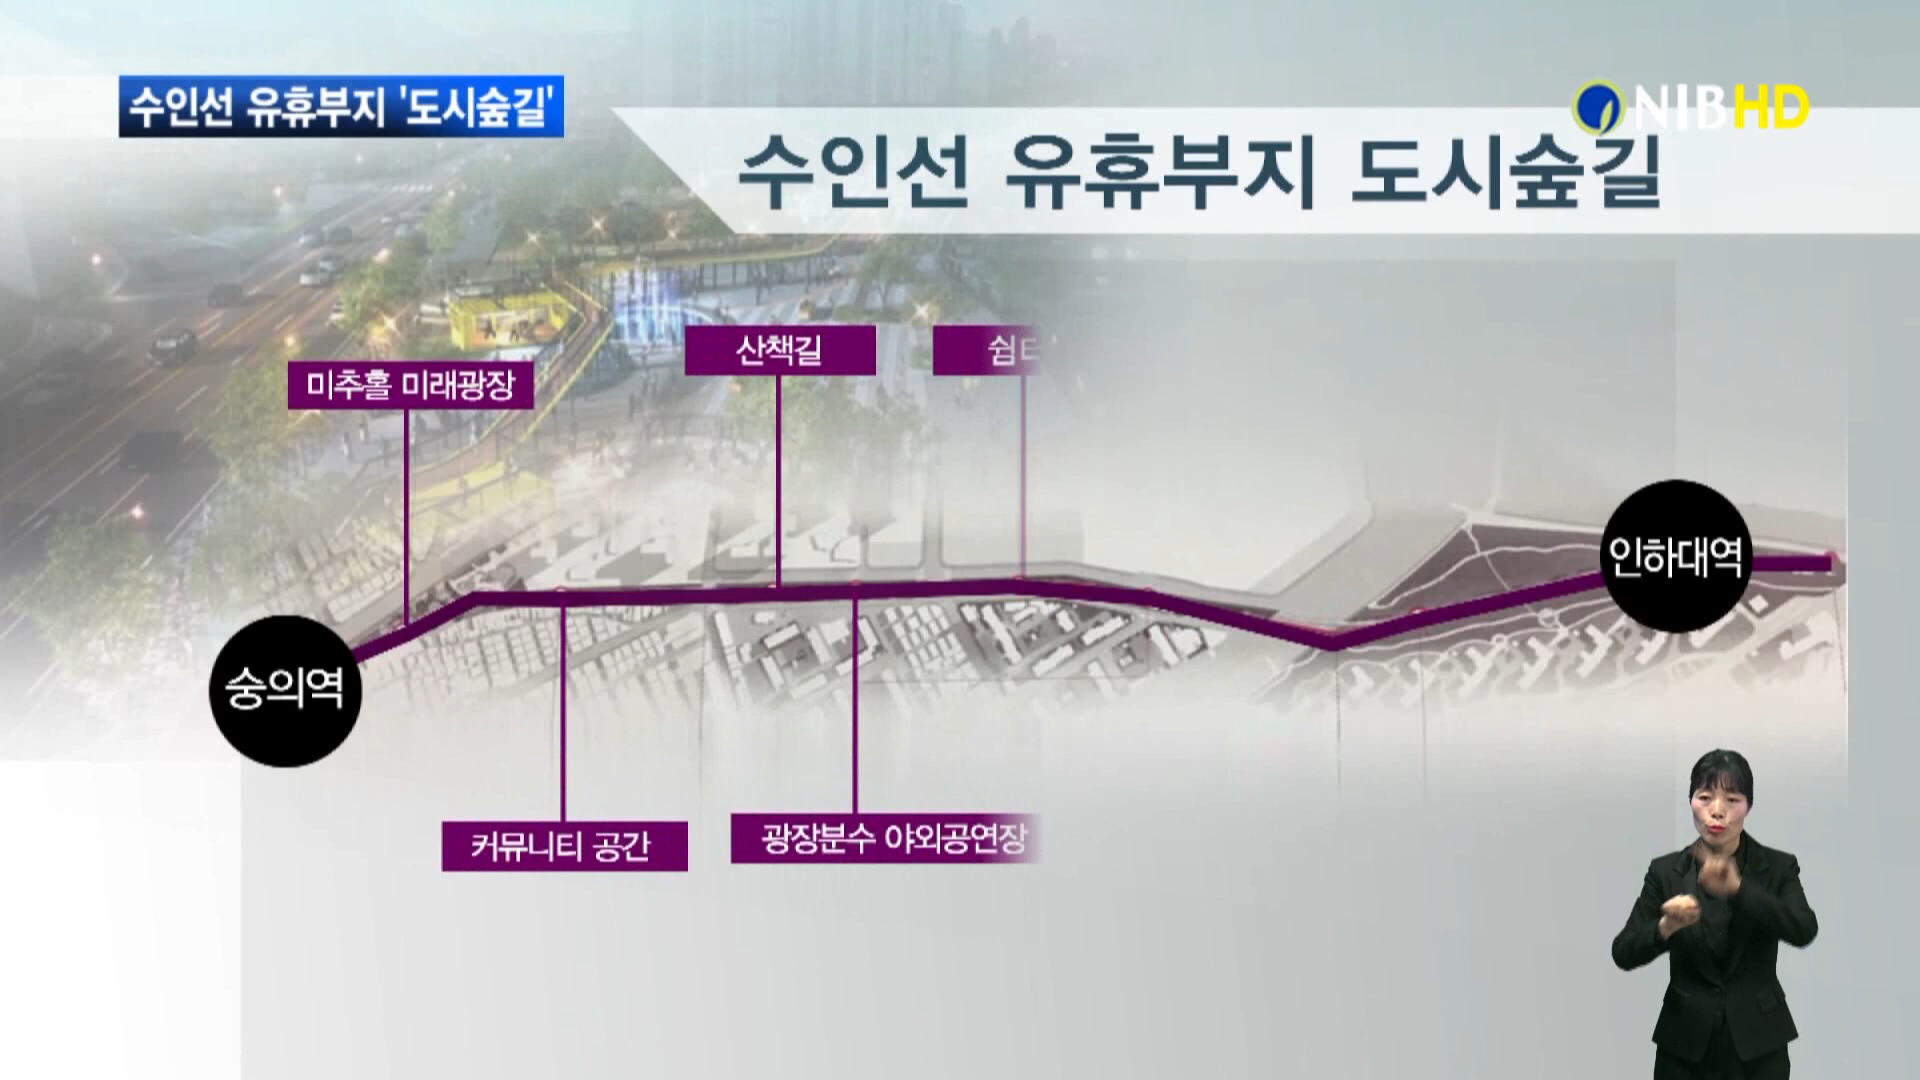 수인선 유휴부지 '도시숲길'
NIBHD
수인선 유휴부지 도시숲길
산책길
미추홀 미래광장
인하대역
숭의역
커뮤니티 공간
광장분수 야외공연장